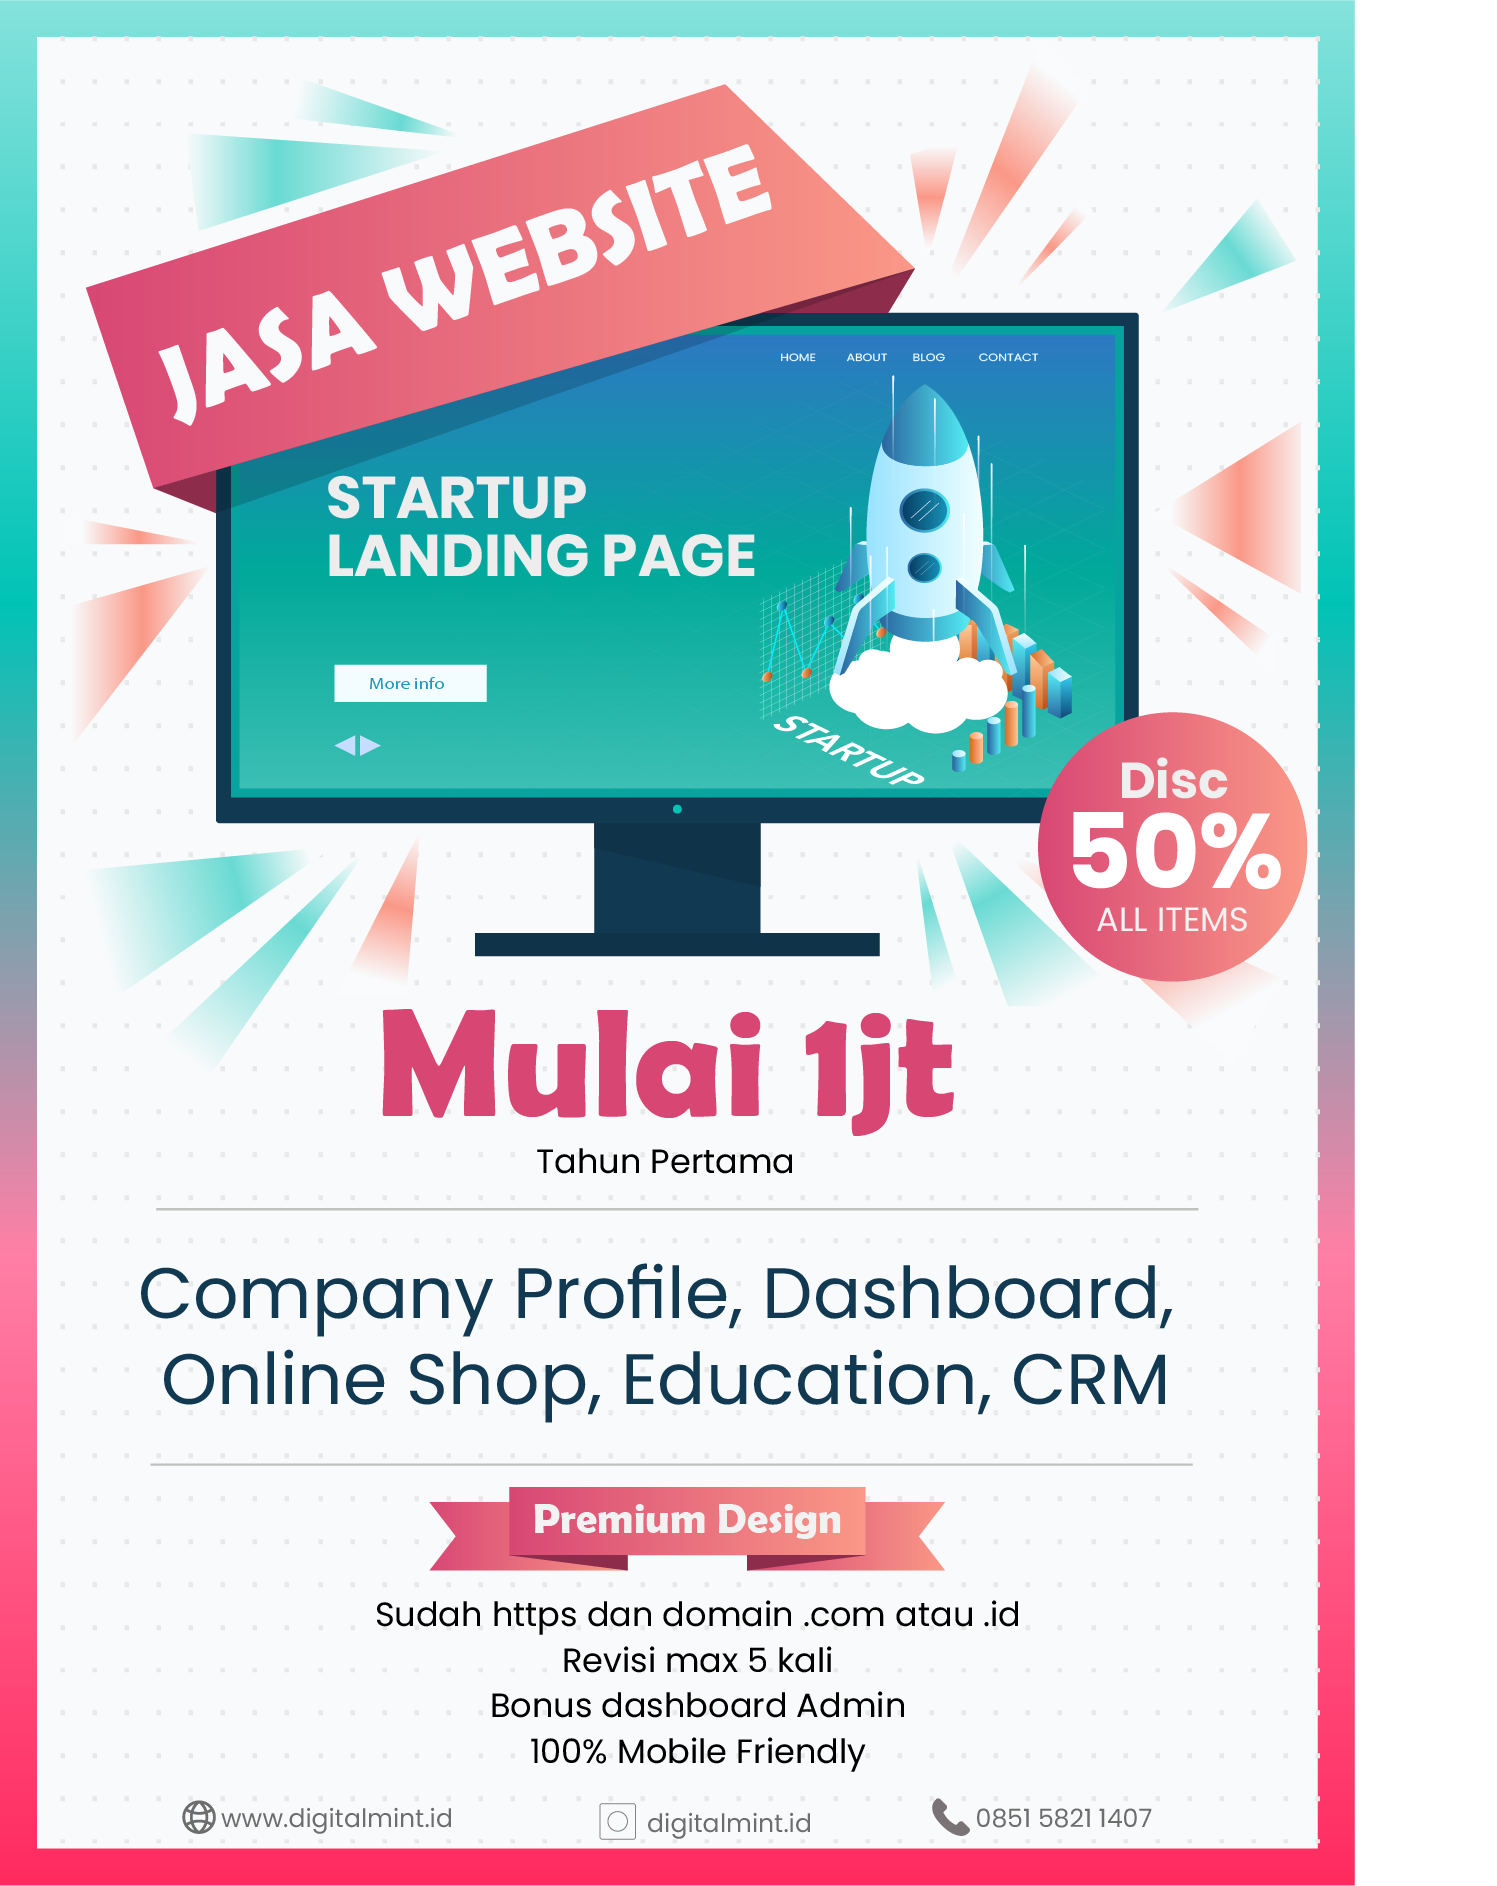 JASA WEBSITE
HOME ABOUT BLOG CONTACT
STARTUP
LANDING PAGE
More info
STARTUP
Disc
50%
ALL ITEMS
Mulai 1jt
Tahun Pertama
Company Profile, Dashboard,
Online Shop, Education, CRM
Premium Design
Sudah https dan domain .com atau .id
Revisi max 5 kali
Bonus dashboard Admin
100% Mobile Friendly
www.digitalmint.id digitalmint.id 0851 5821 1407